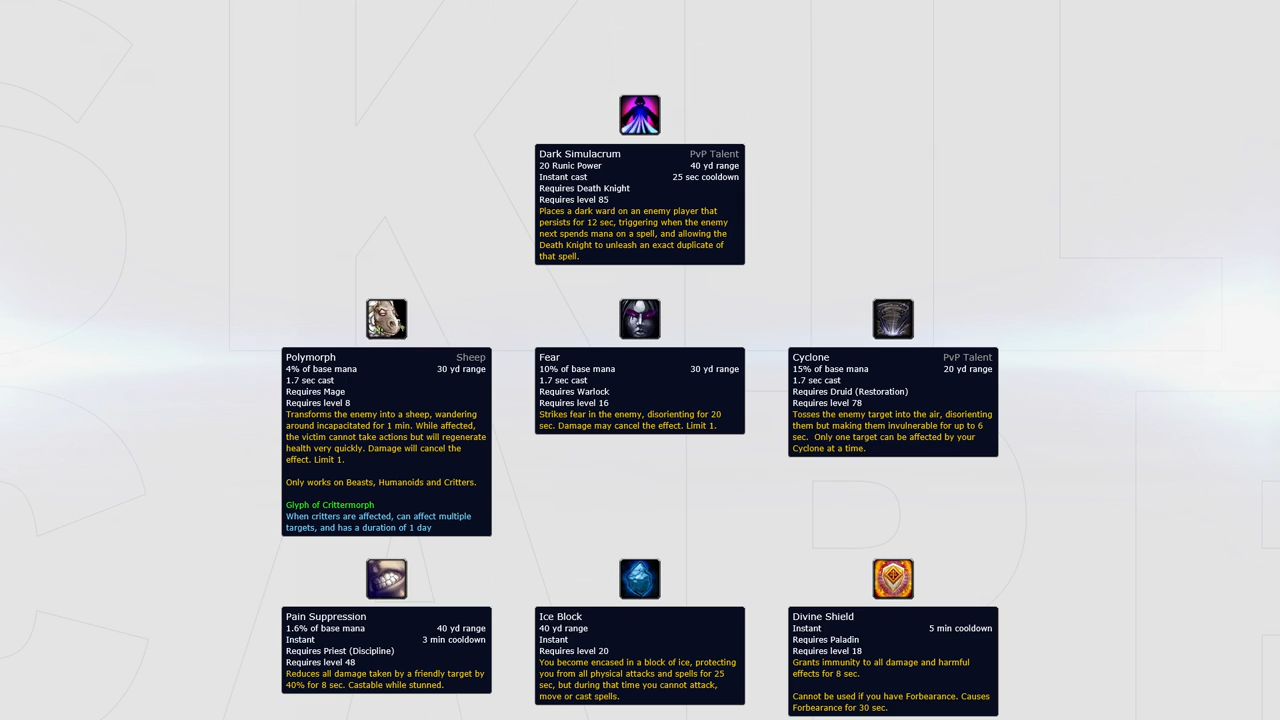 Dark Simulacrum PvP Talent
20 Runic Power 40 yd range
Instant cast 25 sec cooldown
Requires Death Knight
Requires level 85
Places a dark ward on an enemy player that
persists for 12 sec, triggering when the enemy
next spends mana on a spell, and allowing the
Death Knight to unleash an exact duplicate of
that spell.
Polymorph Sheep
4% of base mana 30 yd range
1.7 sec cast
Requires Mage
Requires level 8
Transforms the enemy into a sheep, wandering
around incapacitated for 1 min. While affected,
the victim cannot take actions but will regenerate
health very quickly. Damage will cancel the
effect. Limit 1.
Only works on Beasts, Humanoids and Critters.
Glyph of Crittermorph
When critters are affected, can affect multiple
targets, and has a duration of 1 day
Fear
10% of base mana 30 yd range
1.7 sec cast
Requires Warlock
Requires level 16
Strikes fear in the enemy, disorienting for 20
sec. Damage may cancel the effect. Limit 1.
Cyclone PvP Talent
15% of base mana 20 yd range
1.7 sec cast
Requires Druid (Restoration)
Requires level 78
Tosses the enemy target into the air, disorienting
them but making them invulnerable for up to 6
sec. Only one target can be affected by your
Cyclone at a time.
Pain Suppression
1.6% of base mana 40 yd range
Instant 3 min cooldown
Requires Priest (Discipline)
Requires level 48
Reduces all damage taken by a friendly target by
40% for 8 sec. Castable while stunned.
Ice Block
40 yd range
Instant
Requires level 20
You become encased in a block of ice, protecting
you from all physical attacks and spells for 25
sec, but during that time you cannot attack,
move or cast spells.
Divine Shield
Instant 5 min cooldown
Requires Paladin
Requires level 18
Grants immunity to all damage and harmful
effects for 8 sec.
Cannot be used if you have Forbearance. Causes
Forbearance for 30 sec.